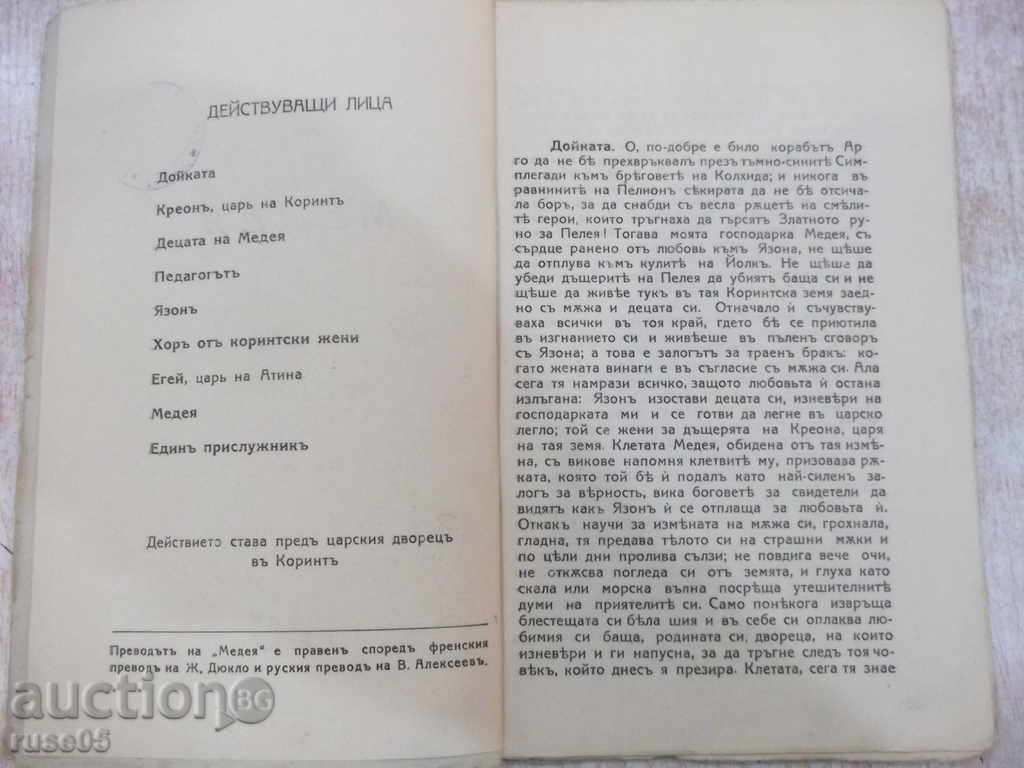 ДЕЙСТВУВАЩИ ЛИЦА
Дойката
Креонъ, царь на Коринтъ
Децата на Медея
Педагогътъ
Язонъ
Хоръ отъ коринтски жени
Егей, царь на Атина
Медея
Единъ прислужникъ
Действието става предъ царския дворецъ
въ Коринтъ
Преводътъ на „Медея“ е правенъ споредъ френския
преводъ на Ж. Дюкло и руския преводъ на В. Алексеевъ.
Дойката. О, по-добре е било корабътъ Ар
го да не бѣ прехвръквалъ презъ тъмно-синитѣ Сим-
плегади къмъ брѣговетѣ на Колхида; и никога въ
равнините на Пелионъ сѣкирата да не бѣ отсича-
ла боръ, за да снабди съ весла рѫцетѣ на смѣли-
тѣ герои, които тръгнаха да търсятъ Златното ру-
но за Пелея! Тогава моята господарка Медея, съ
сърдце ранено отъ любовь къмъ Язона, не щѣше
да отплува къмъ кулитѣ на Йолкъ. Не щѣше да
убеди дъщеритѣ на Пелея да убиятъ баща си и не
щѣше да живѣе тукъ въ тая Коринтска земя заед-
но съ мѫжа и децата си. Отначало ѝ съчувству-
ваха всички въ тоя край, гдето бѣ се приютила
въ изгнанието си и живѣеше въ пъленъ сговоръ
съ Язона; а това е залогътъ за траенъ бракъ: ко-
гато жената винаги е въ съгласие съ мѫжа си. Ала
сега тя намрази всичко, защото любовьта ѝ остана
излъгана: Язонъ изостави децата си, изневѣри на
господарката ми и се готви да легне въ царско
легло; той се жени за дъщерята на Креона, царя
на тая земя. Клетата Медея, обидена отъ тая измѣ-
на, съ викове напомня клетвитѣ му, призовава рѫ-
ката, която той бѣ ѝ подалъ като най-силенъ за-
логъ за вѣрность, вика боговетѣ за свидетели да
видятъ какъ Язонъ ѝ се отплаща за любовьта ѝ.
Откакъ научи за измѣната на мѫжа си, грохнала,
гладна, тя предава тѣлото си на страшни мѫки и
по цѣли дни пролива сълзи; не повдига вече очи,
не откѫсва погледа си отъ земята, и глуха като
скала или морска вълна посрѣща утешителнитѣ
думи на приятелитѣ си. Само понѣкога извръща
блестещата си бѣла шия и въ себе си оплаква лю-
бимия си баща, родината си, двореца, на които
изневѣри и ги напусна, за да тръгне следъ тоя чо-
вѣкъ, който днесъ я презира. Клетата, сега тя знае
auction BG
ruse05